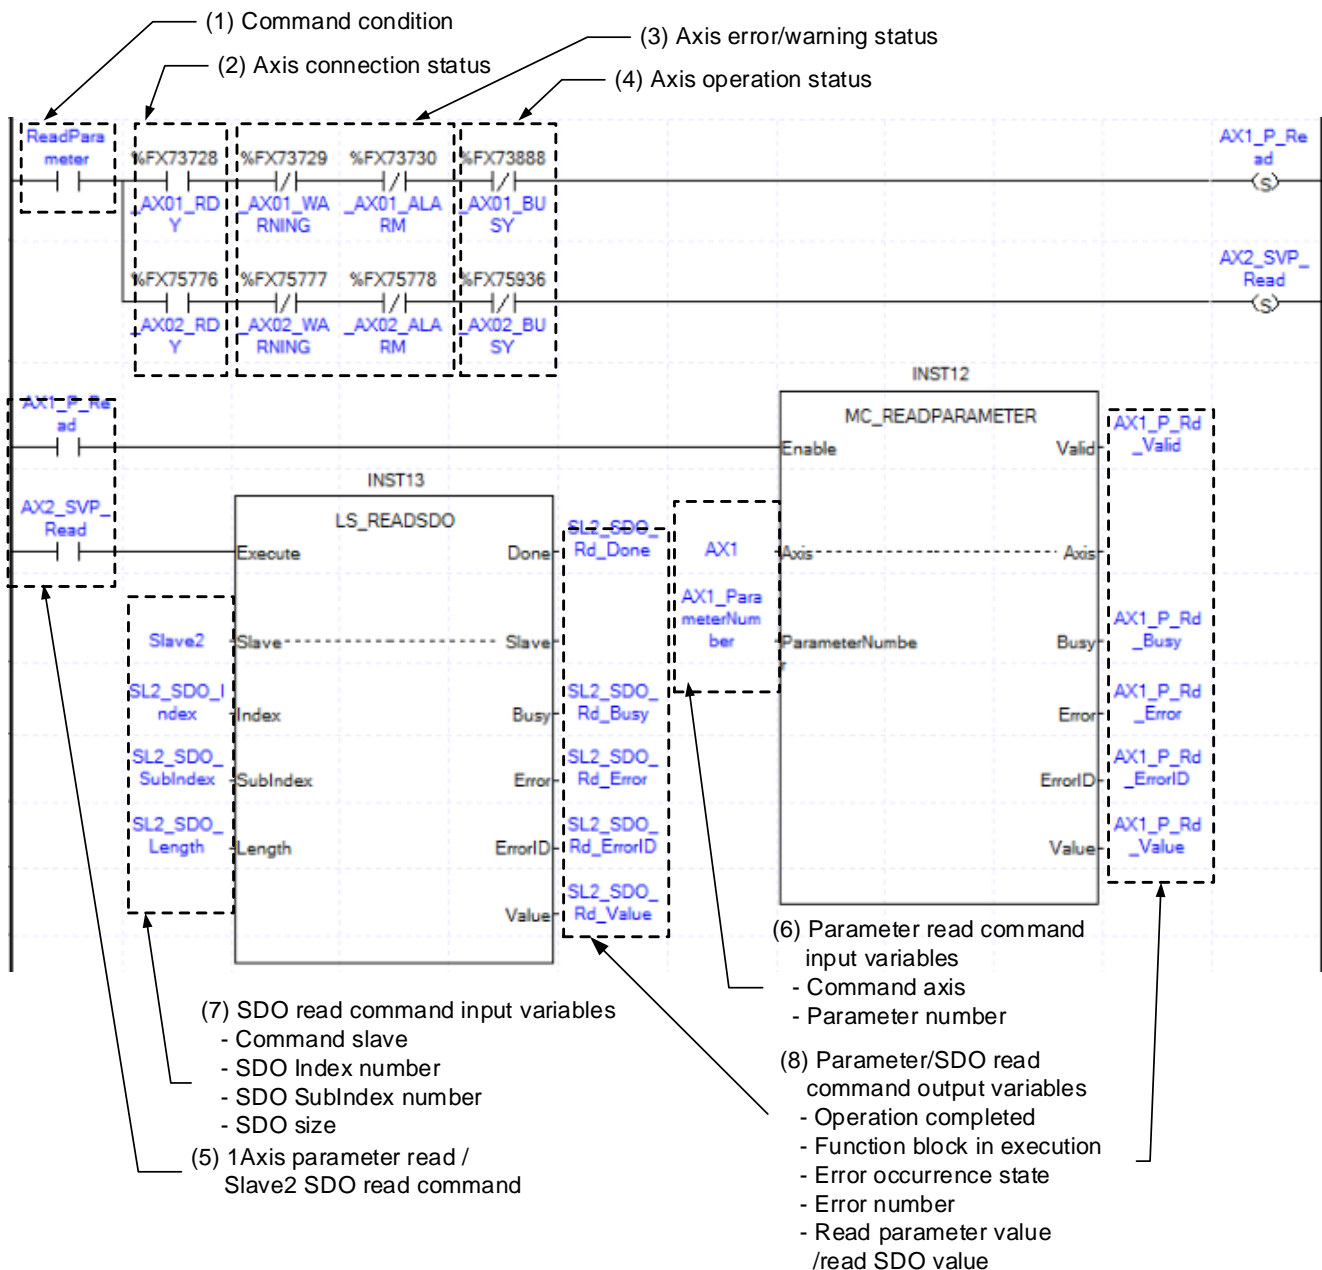 (1) Command condition
(3) Axis error/warning status
(2) Axis connection status
(4) Axis operation status
ReadPara
meter
%FX73728
%FX73729
%FX73730
%FX73888
AX1_P_Re
ad
S
_AX01_RD
Y
_AX01_WA
RNING
_AX01_ALA
RM
_AX01_BU
SY
%FX75776
%FX75777
%FX75778
%FX75936
AX2_SVP_
Read
S
_AX02_RD
Y
_AX02_WA
RNING
_AX02_ALA
RM
_AX02_BU
SY
AX1_P_Re
ad
INST12
MC_READPARAMETER
Enable
Valid
AX1_P_Rd
_Valid
AX2_SVP_
Read
INST13
LS_READSDO
Execute
Done
SL2_SDO_
Rd_Done
AX1
Axis
Axis
Slave2
Slave
Slave
AX1_Para
meterNum
ber
ParameterNumbe
r
Busy
AX1_P_Rd
_Busy
SL2_SDO_I
ndex
Index
Busy
SL2_SDO_
Rd_Busy
Error
AX1_P_Rd
_Error
SL2_SDO_
SubIndex
SubIndex
Error
SL2_SDO_
Rd_Error
ErrorID
AX1_P_Rd
_ErrorID
SL2_SDO_
Length
Length
ErrorID
SL2_SDO_
Rd_ErrorID
Value
AX1_P_Rd
_Value
Value
SL2_SDO_
Rd_Value
(6) Parameter read command
input variables
- Command axis
- Parameter number
(7) SDO read command input variables
- Command slave
- SDO Index number
- SDO SubIndex number
- SDO size
(5) 1Axis parameter read /
Slave2 SDO read command
(8) Parameter/SDO read
command output variables
- Operation completed
- Function block in execution
- Error occurrence state
- Error number
- Read parameter value
/read SDO value